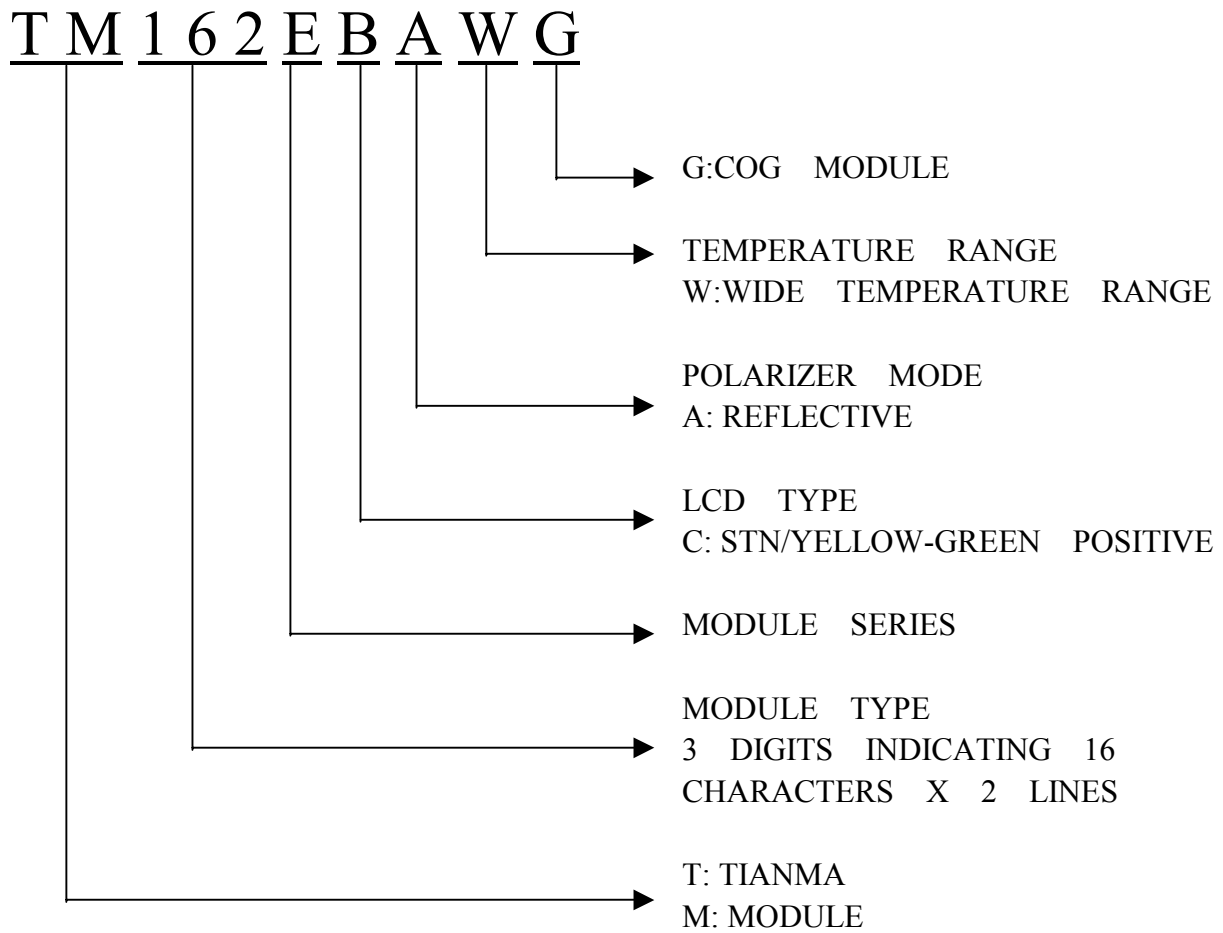 T M 1 6 2 E B A W G
G:COG MODULE
TEMPERATURE RANGE
W:WIDE TEMPERATURE RANGE
POLARIZER MODE
A: REFLECTIVE
LCD TYPE
C: STN/YELLOW-GREEN POSITIVE
MODULE SERIES
MODULE TYPE
3 DIGITS INDICATING 16
CHARACTERS X 2 LINES
T: TIANMA
M: MODULE